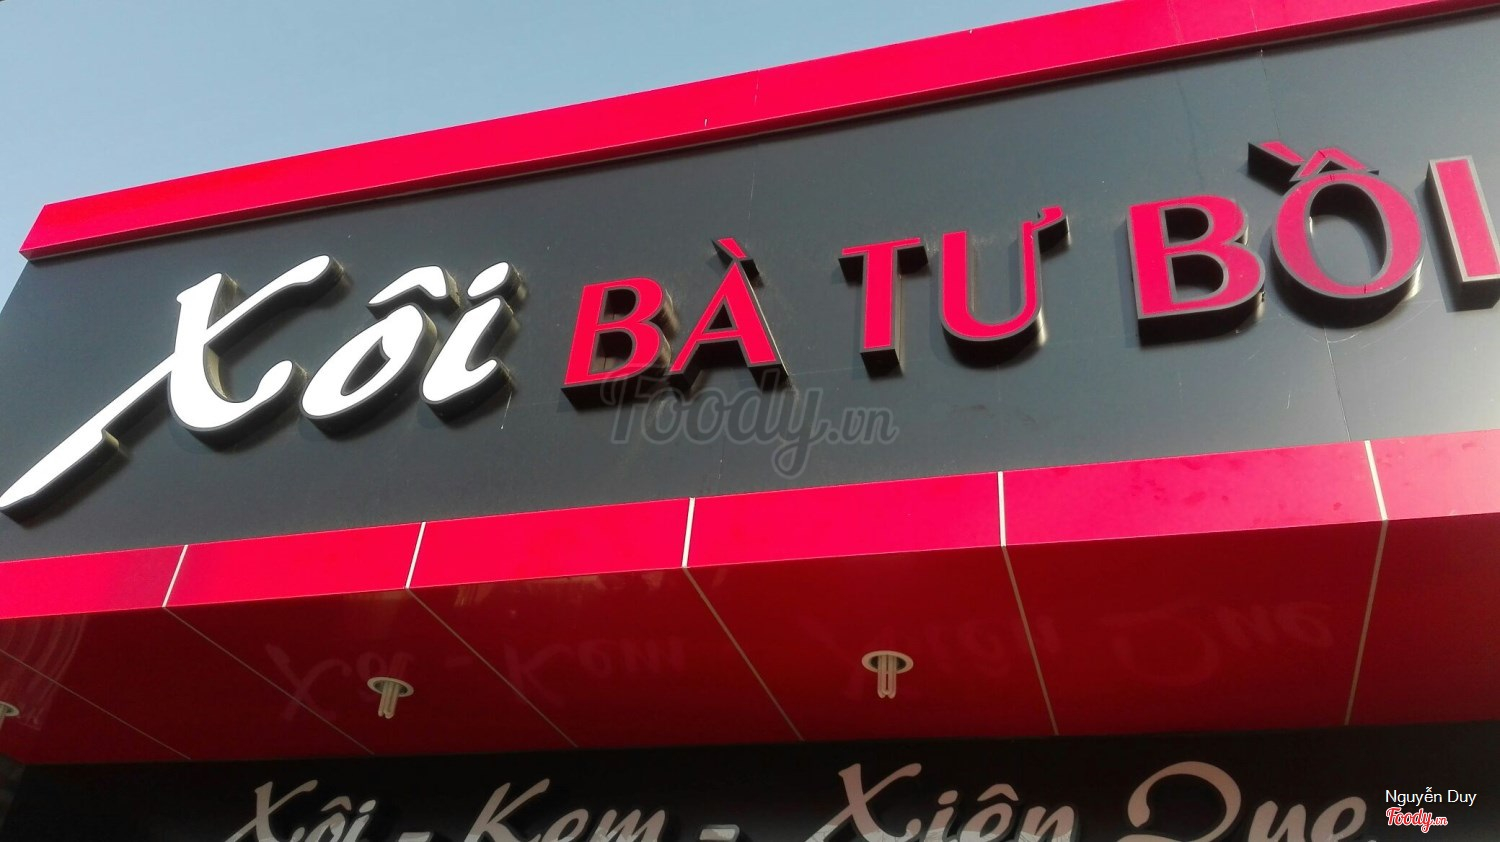 Xôi BÀ TƯ BỒI
Foody.vn
Xôi - Kem - Xiên Que
Nguyễn Duy
Foody.vn